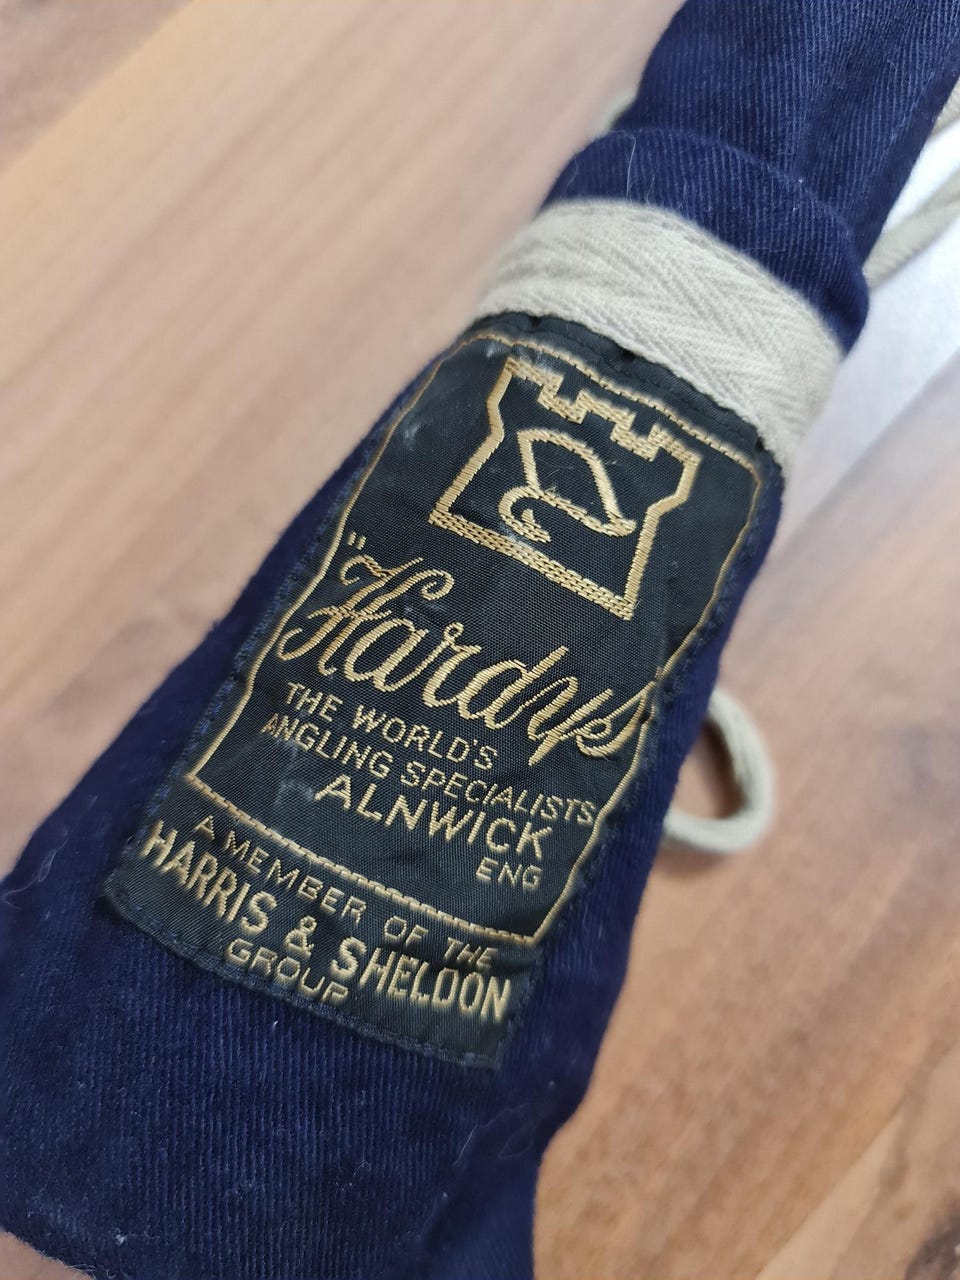 "Hardys
THE WORLD'S
ANGLING SPECIALISTS
ALNWICK
ENG
A MEMBER OF THE
HARRIS & SHELDON
GROUP